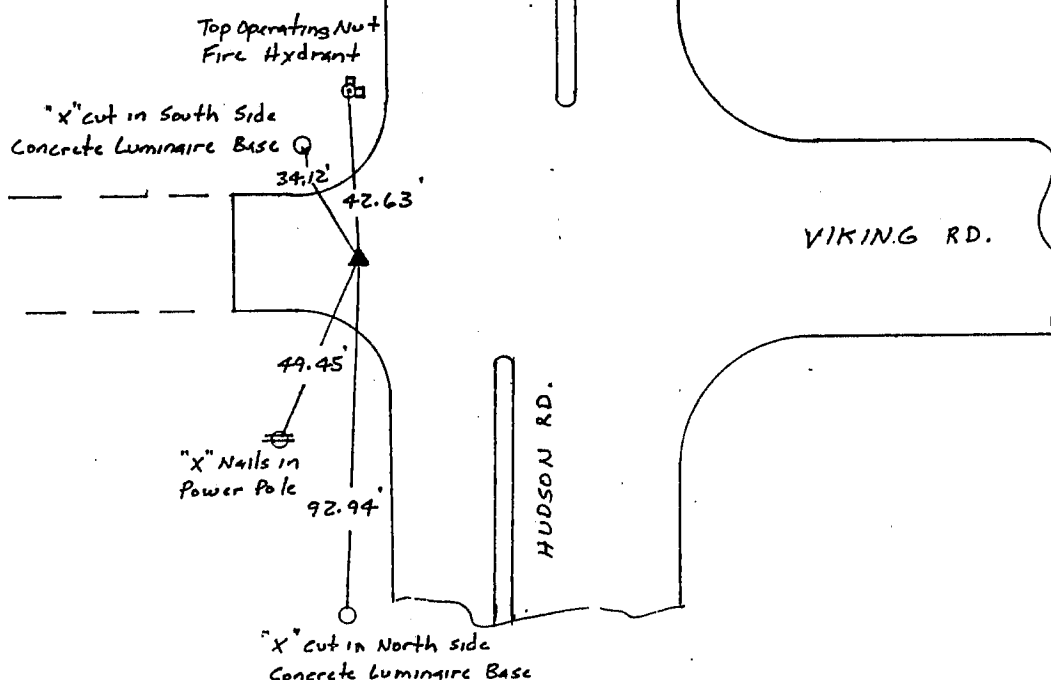 Top Operating Nut
Fire Hydrant
"X" cut in South Side
Concrete Luminaire Base
34.12'
42.63'
VIKING RD.
49.45'
"X" Nails in
Power Pole
HUDSON RD.
92.94'
"X" cut in North side
Concrete Luminaire Base